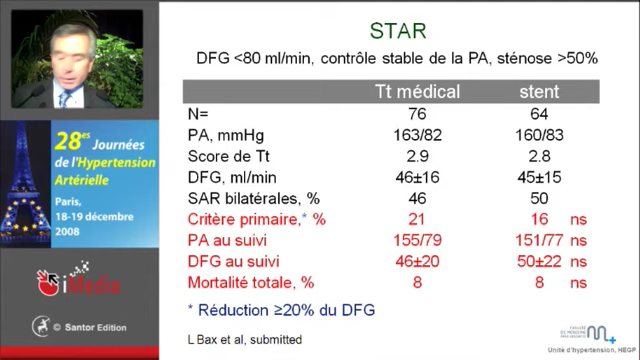 STAR
DFG <80 ml/min, contrôle stable de la PA, sténose >50%
Tt médical stent
N= 76 64
PA, mmHg 163/82 160/83
Score de Tt 2.9 2.8
DFG, ml/min 46±16 45±15
SAR bilatérales, % 46 50
Critère primaire,* % 21 16 ns
PA au suivi 155/79 151/77 ns
DFG au suivi 46±20 50±22 ns
Mortalité totale, % 8 8 ns
* Réduction ≥20% du DFG
L Bax et al, submitted
28es Journées
de l'Hypertension
Artérielle
Paris,
18-19 décembre
2008
iMedia
© Santor Edition
Unité d'hypertension, HEGP